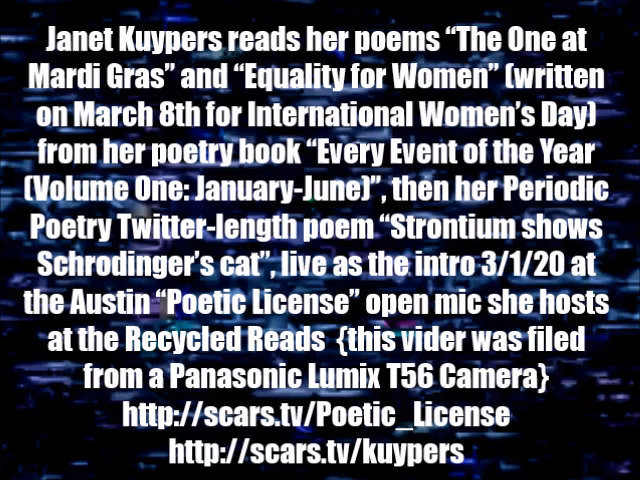 Janet Kuypers reads her poems “The One at
Mardi Gras” and “Equality for Women” (written
on March 8th for International Women’s Day)
from her poetry book “Every Event of the Year
(Volume One: January-June)”, then her Periodic
Poetry Twitter-length poem “Strontium shows
Schrodinger’s cat”, live as the intro 3/1/20 at
the Austin “Poetic License” open mic she hosts
at the Recycled Reads {this vider was filed
from a Panasonic Lumix T56 Camera}
http://scars.tv/Poetic_License
http://scars.tv/kuypers